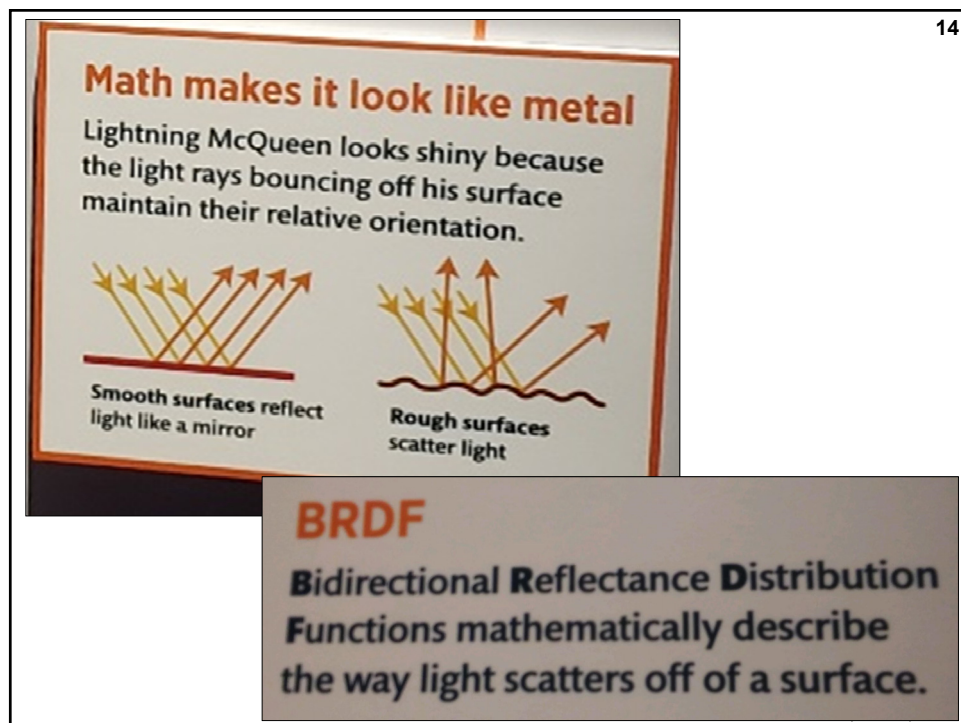 14
Math makes it look like metal
Lightning McQueen looks shiny because
the light rays bouncing off his surface
maintain their relative orientation.
Smooth surfaces reflect
light like a mirror
Rough surfaces
scatter light
BRDF
Bidirectional Reflectance Distribution
Functions mathematically describe
the way light scatters off of a surface.